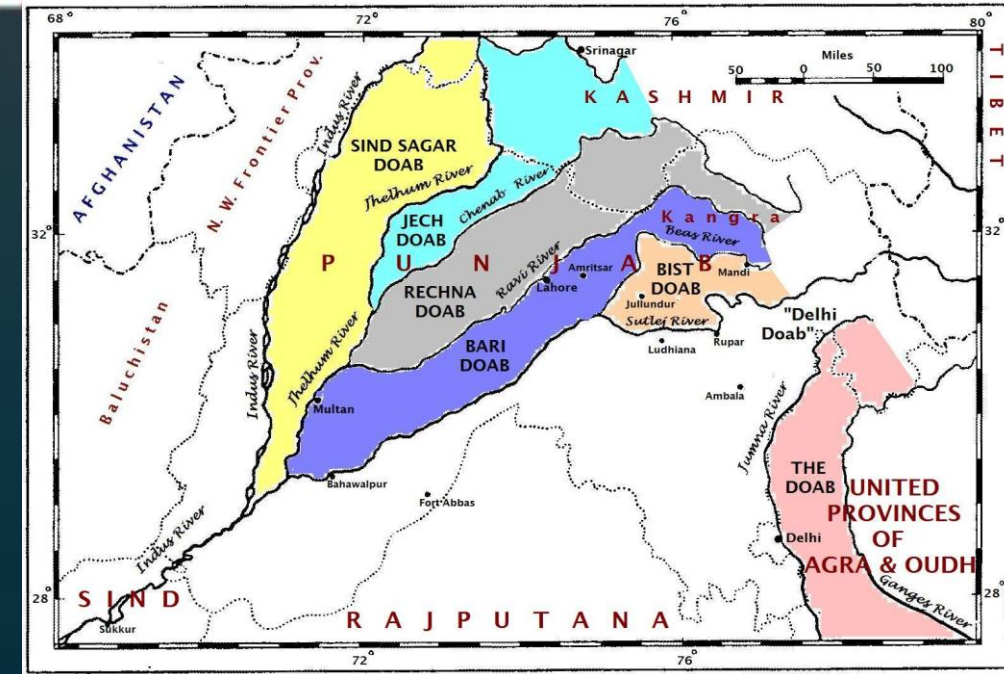 68°
72°
76°
80°
Srinagar
Miles
50 0 50 100
TIBET
KASHMIR
AFGHANISTAN
N. W. Frontier Prov.
Indus River
SIND SAGAR
DOAB
Jhelhum River
Chenab River
JECH
DOAB
32°
32
Kangra
Beas River
PUNJAB
Ravi River
Amritsar
Lahore
BIST
DOAB
Mandi
RECHNA
DOAB
Jullundur
Sutlej River
"Delhi
Doab"
Rupar
Ludhiana
BARI
DOAB
Baluchistan
Indus River
Jhelhum River
Multan
Ambala
Jumna River
THE
DOAB
UNITED
PROVINCES
OF
AGRA & OUDH
Bahawalpur
Fort Abbas
Delhi
Indus River
Ganges River
28°
28°
SIND
Sukkur
RAJPUTANA
72°
76°